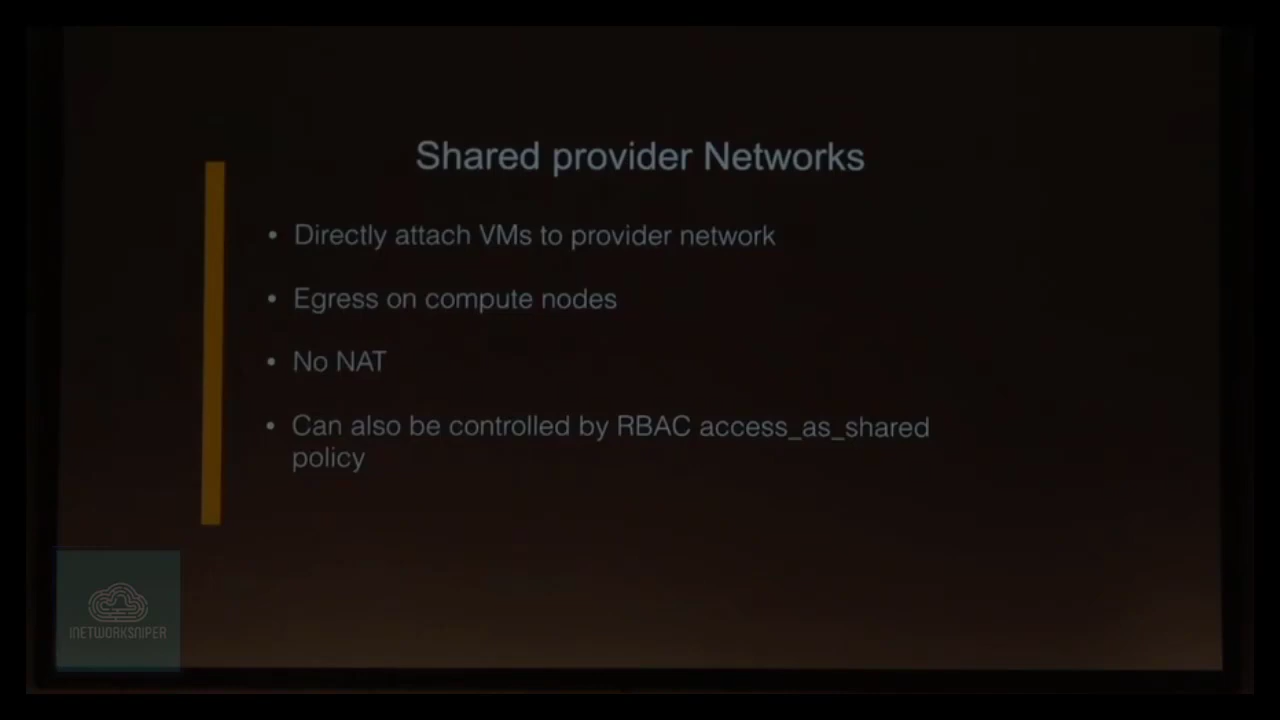 Shared provider Networks
• Directly attach VMs to provider network
• Egress on compute nodes
• No NAT
• Can also be controlled by RBAC access_as_shared
policy
INETWORKSNIPER